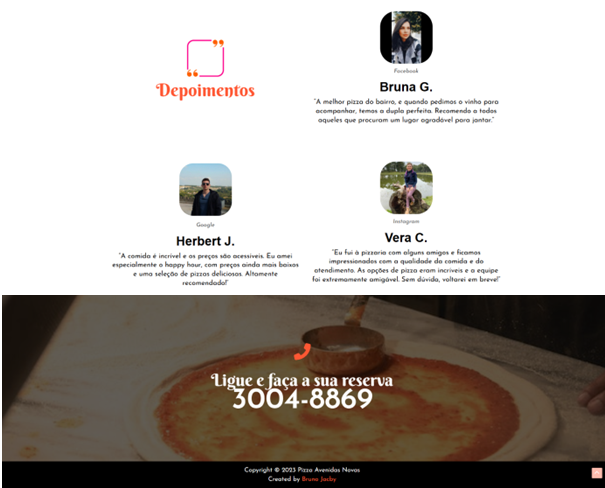 Depoimentos
Facebook
Bruna G.
"A melhor pizza do bairro, e quando pedimos o vinho para
acompanhar, temos a dupla perfeita. Recomendo a todos
aqueles que procuram um lugar agradável para jantar."
Google
Herbert J.
"A comida é incrível e os preços são acessíveis. Eu amei
especialmente o happy hour, com preços ainda mais baixos
e uma seleção de pizzas deliciosas. Altamente
recomendado!"
Instagram
Vera C.
"Eu fui à pizzaria com alguns amigos e ficamos
impressionados com a qualidade da comida e do
atendimento. As opções de pizza eram incríveis e a equipe
foi extremamente amigável. Sem dúvida, voltarei em breve!"
Ligue e faça a sua reserva
3004-8869
Copyright © 2023 Pizza Avenidas Novas
Created by Bruna Jacby